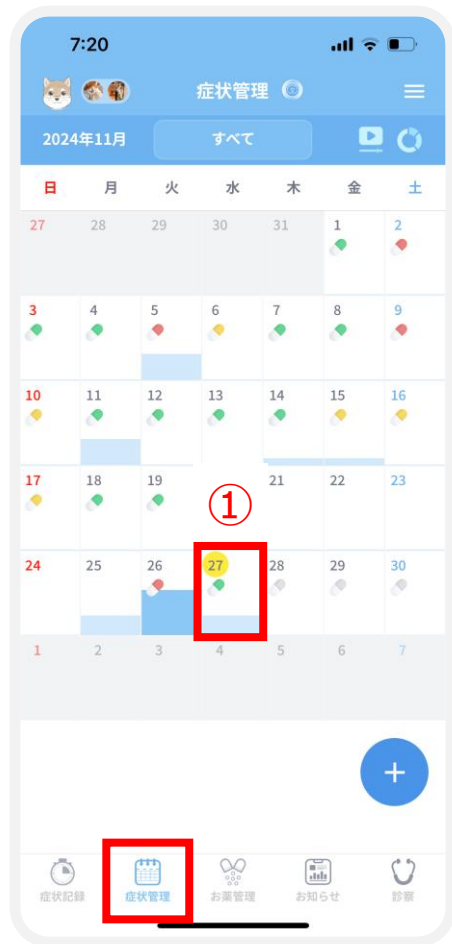 7:20
症状管理
2024年11月 すべて
日 月 火 水 木 金 土
27 28 29 30 31 1 2
3 4 5 6 7 8 9
10 11 12 13 14 15 16
17 18 19 21 22 23
①
24 25 26 27 28 29 30
1 2 3 4 5 6 7
+
症状記録 症状管理 お薬管理 お知らせ 診察